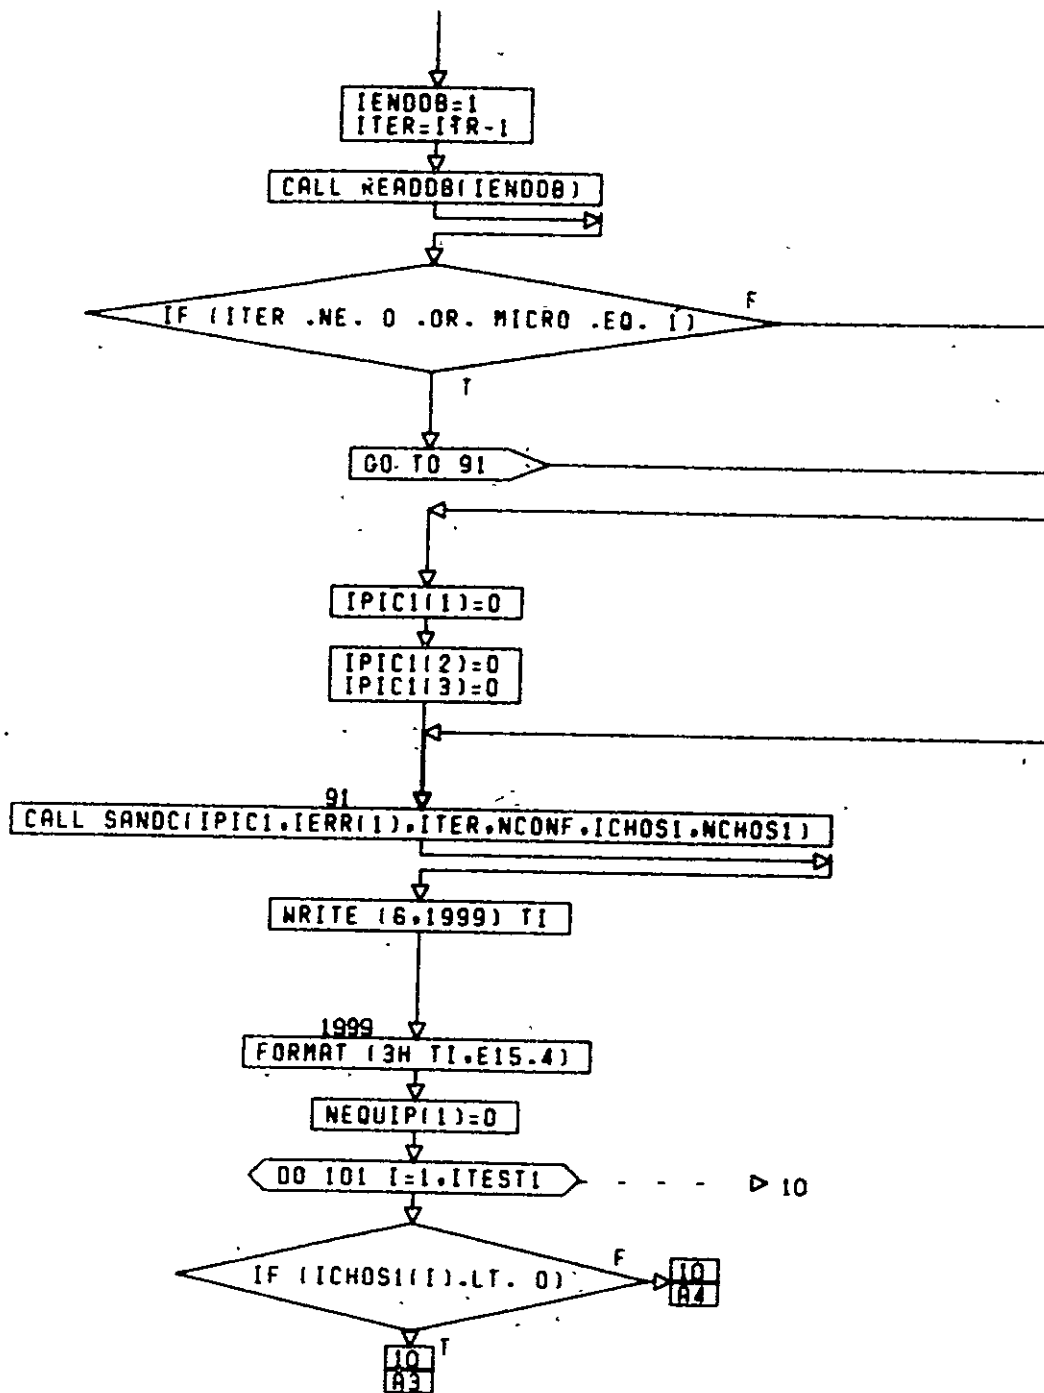 IENDDB=1
ITER=ITR-1
CALL READDB(IENDDB)
F
IF (ITER .NE. 0 .OR. MICRO .EQ. 1)
T
GO TO 91
IPIC1(1)=0
IPIC1(2)=0
IPIC1(3)=0
91
CALL SANDC(IPIC1,IERR(1),ITER,NCONF,ICHOS1,NCHOS1)
WRITE (6,1999) TI
1999
FORMAT (3H TI,E15.4)
NEQUIP(1)=0
DO 101 I=1,ITEST1
10
F
IF (ICHOS1(I).LT. 0)
10
A4
T
10
A3